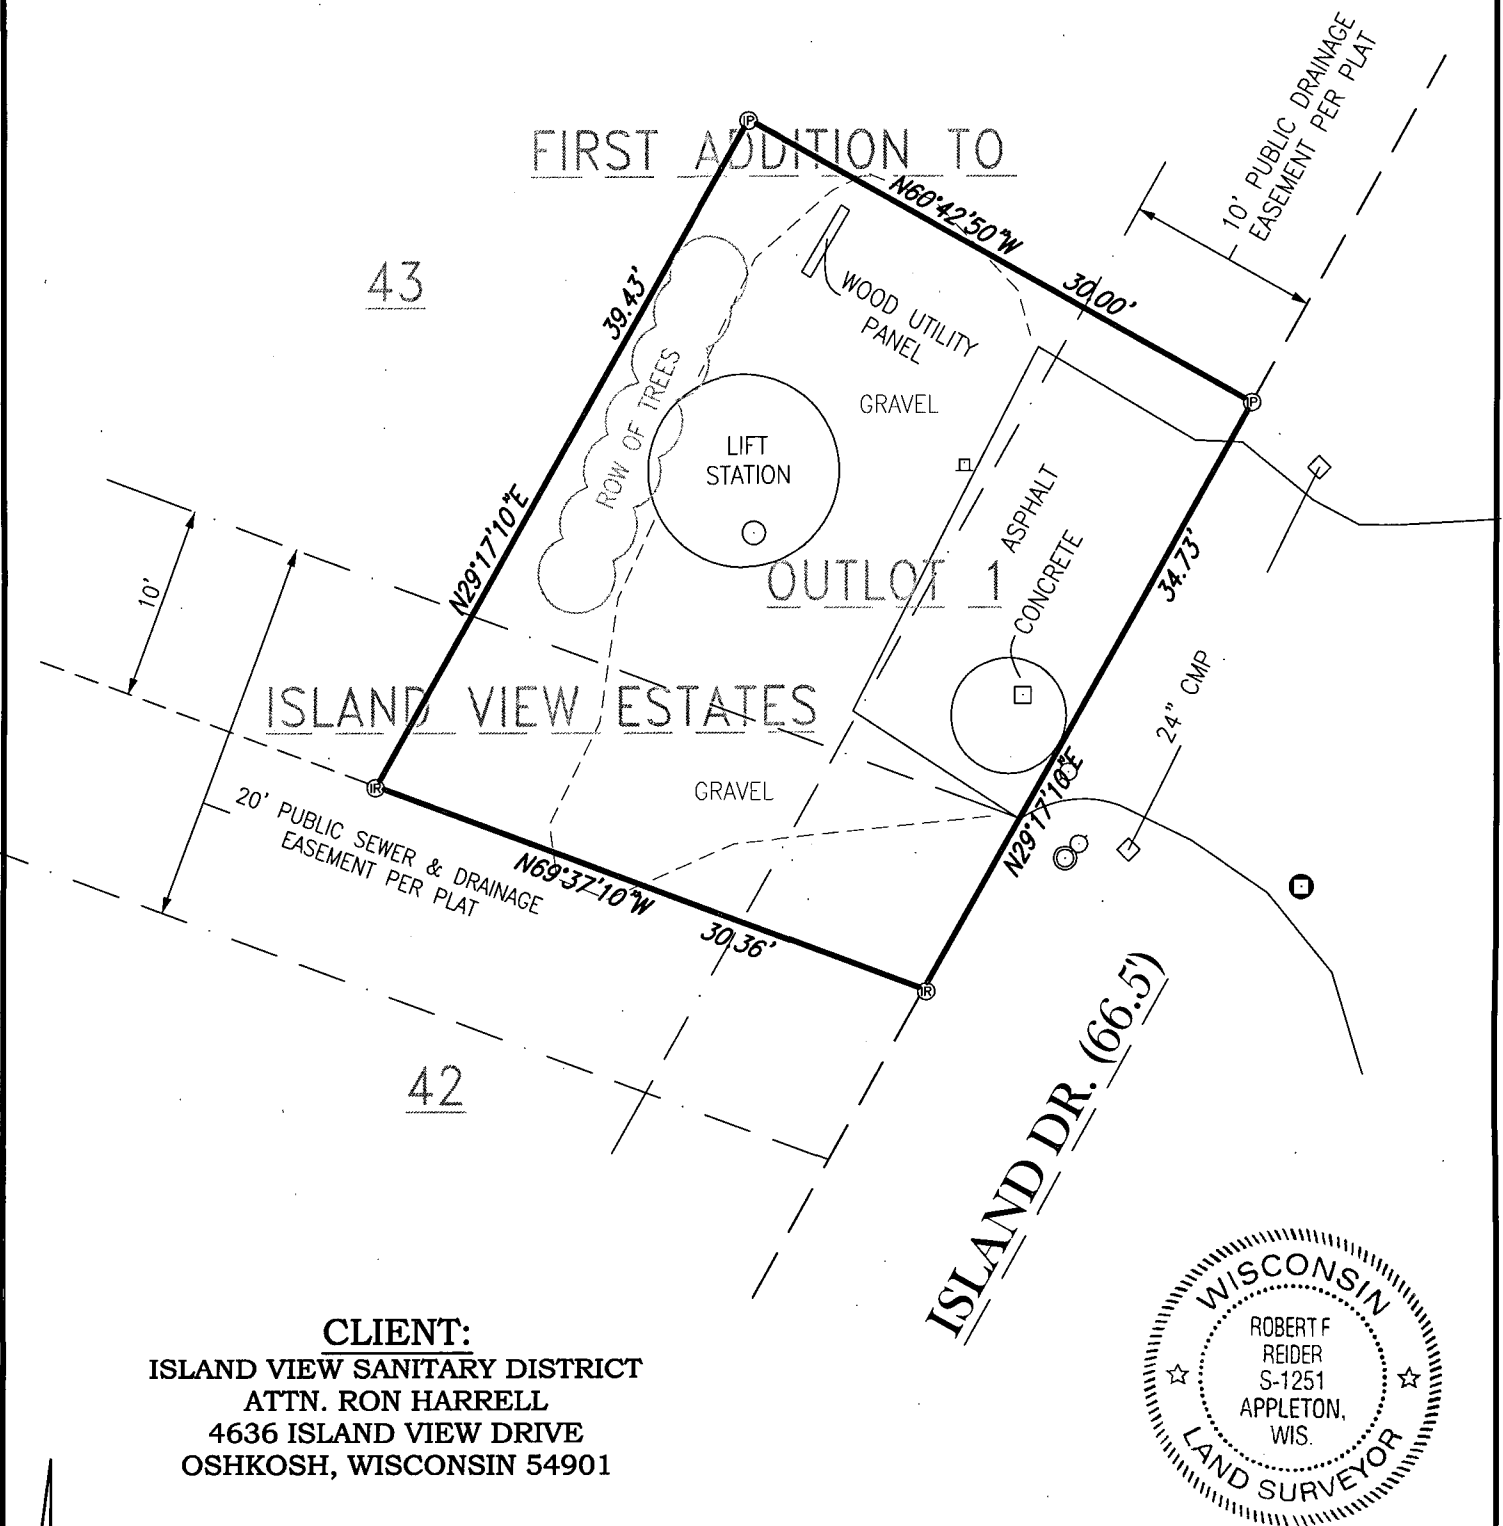 10' PUBLIC DRAINAGE
EASEMENT PER PLAT
FIRST ADDITION TO
IP
N60°42'50"W
30.00'
43
39.43'
WOOD UTILITY
PANEL
ROW OF TREES
GRAVEL
IP
LIFT
STATION
ASPHALT
N29°17'10"E
10'
OUTLOT 1
CONCRETE
34.73'
24" CMP
ISLAND VIEW ESTATES
IR
GRAVEL
20' PUBLIC SEWER & DRAINAGE
EASEMENT PER PLAT
N69°37'10"W
30.36'
N29°17'10"E
IR
ISLAND DR. (66.5')
42
CLIENT:
ISLAND VIEW SANITARY DISTRICT
ATTN. RON HARRELL
4636 ISLAND VIEW DRIVE
OSHKOSH, WISCONSIN 54901
WISCONSIN
ROBERT F
REIDER
S-1251
APPLETON,
WIS.
LAND SURVEYOR